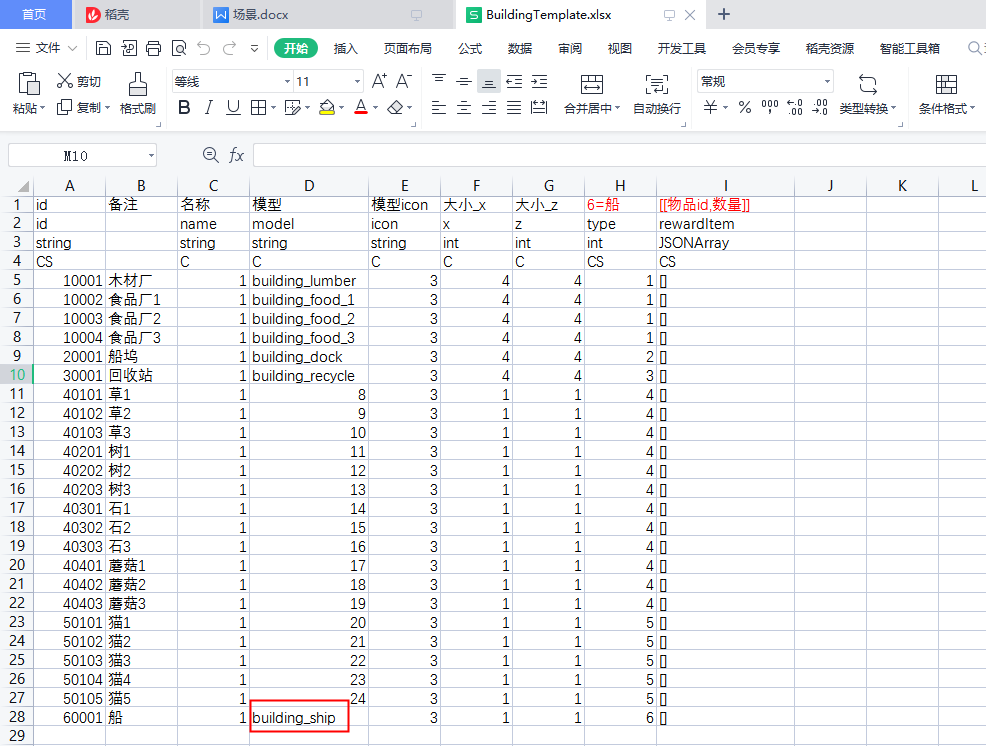 首页 稻壳 场景.docx BuildingTemplate.xlsx +
文件 开始 插入 页面布局 公式 数据 审阅 视图 开发工具 会员专享 稻壳资源 智能工具箱
粘贴 剪切 复制 格式刷 等线 11 A+ A- B I U A 合并居中 自动换行 常规 ¥ % 000 类型转换 条件格式
M10 fx
A B C D E F G H I J K L
1 id 备注 名称 模型 模型icon 大小_x 大小_z 6=船 [[物品id,数量]]
2 id name model icon x z type rewardItem
3 string string string string int int int JSONArray
4 CS C C C C C CS CS
5 10001 木材厂 1 building_lumber 3 4 4 1 []
6 10002 食品厂1 1 building_food_1 3 4 4 1 []
7 10003 食品厂2 1 building_food_2 3 4 4 1 []
8 10004 食品厂3 1 building_food_3 3 4 4 1 []
9 20001 船坞 1 building_dock 3 4 4 2 []
10 30001 回收站 1 building_recycle 3 4 4 3 []
11 40101 草1 1 8 3 1 1 4 []
12 40102 草2 1 9 3 1 1 4 []
13 40103 草3 1 10 3 1 1 4 []
14 40201 树1 1 11 3 1 1 4 []
15 40202 树2 1 12 3 1 1 4 []
16 40203 树3 1 13 3 1 1 4 []
17 40301 石1 1 14 3 1 1 4 []
18 40302 石2 1 15 3 1 1 4 []
19 40303 石3 1 16 3 1 1 4 []
20 40401 蘑菇1 1 17 3 1 1 4 []
21 40402 蘑菇2 1 18 3 1 1 4 []
22 40403 蘑菇3 1 19 3 1 1 4 []
23 50101 猫1 1 20 3 1 1 5 []
24 50102 猫2 1 21 3 1 1 5 []
25 50103 猫3 1 22 3 1 1 5 []
26 50104 猫4 1 23 3 1 1 5 []
27 50105 猫5 1 24 3 1 1 5 []
28 60001 船 1 building_ship 3 1 1 6 []
29